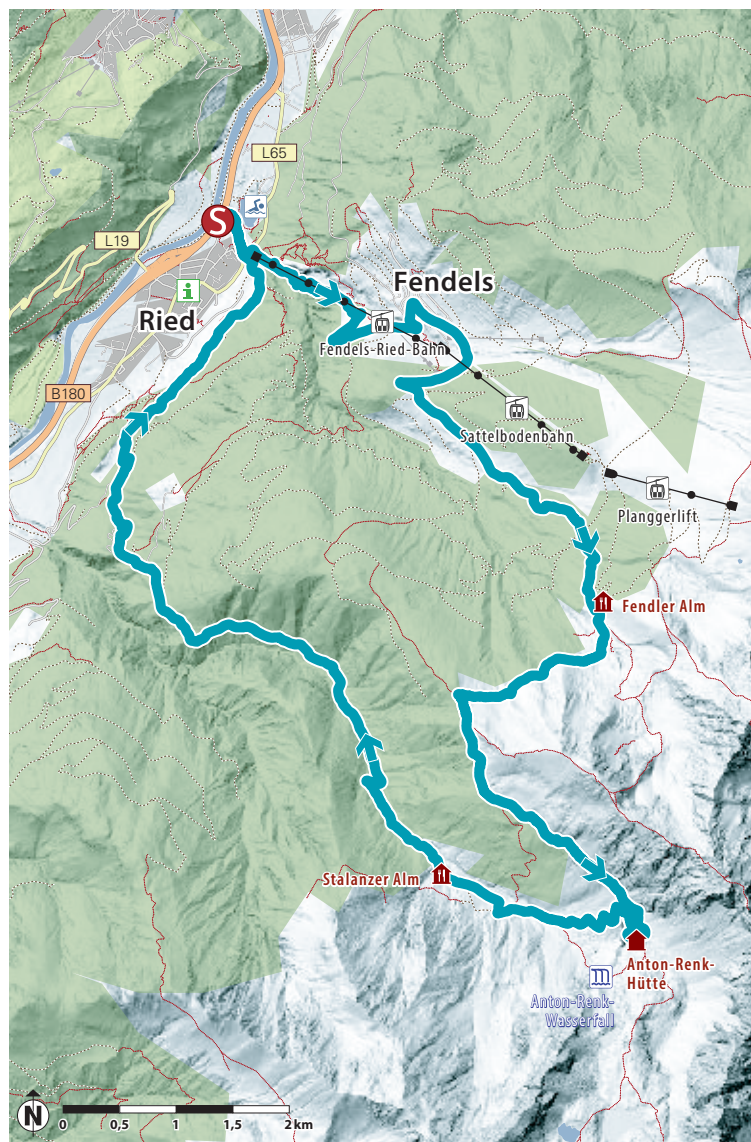 L65
S
L19
Fendels
i
Ried
Fendels-Ried-Bahn
B180
Sattelbodenbahn
Planggerlift
Fendler Alm
Stalanzer Alm
Anton-Renk-
Hütte
Anton-Renk-
Wasserfall
N
0 0,5 1 1,5 2 km